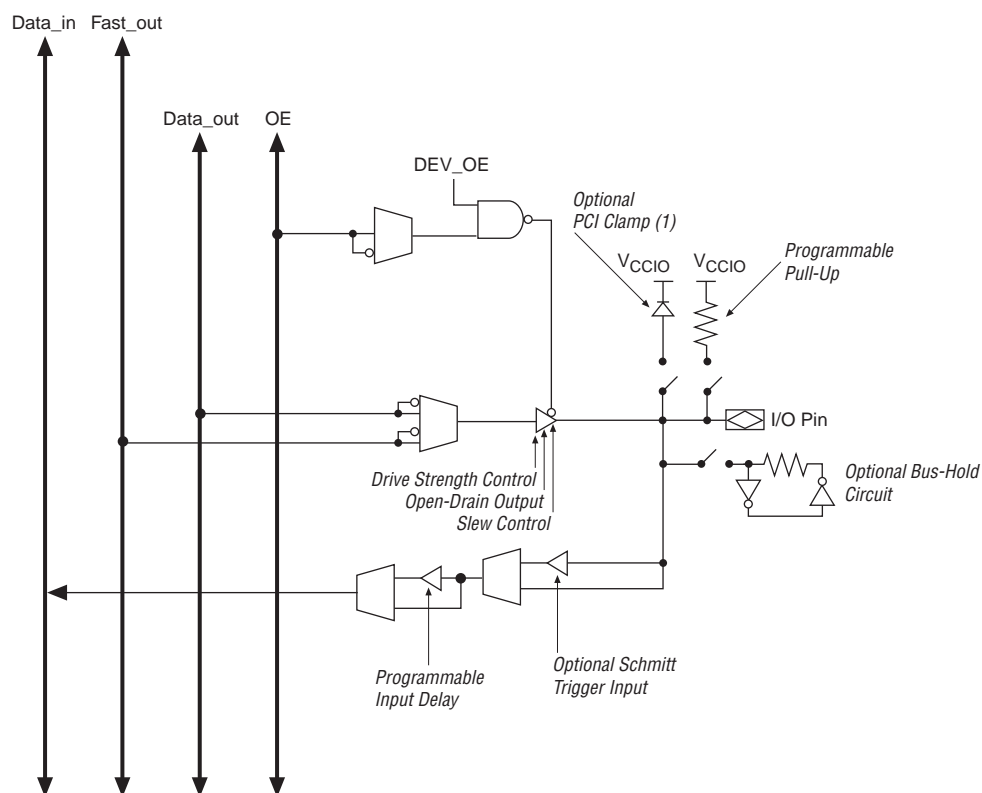 Data_in Fast_out
Data_out OE
DEV_OE
Optional
PCI Clamp (1)
VCCIO VCCIO
Programmable
Pull-Up
I/O Pin
Drive Strength Control
Open-Drain Output
Slew Control
Optional Bus-Hold
Circuit
Programmable
Input Delay
Optional Schmitt
Trigger Input